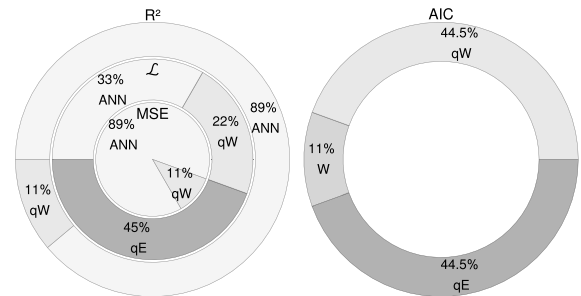 R²
ℒ
33%
ANN
MSE
89%
ANN
89%
ANN
22%
qW
11%
qW
11%
qW
45%
qE
AIC
44.5%
qW
11%
W
44.5%
qE